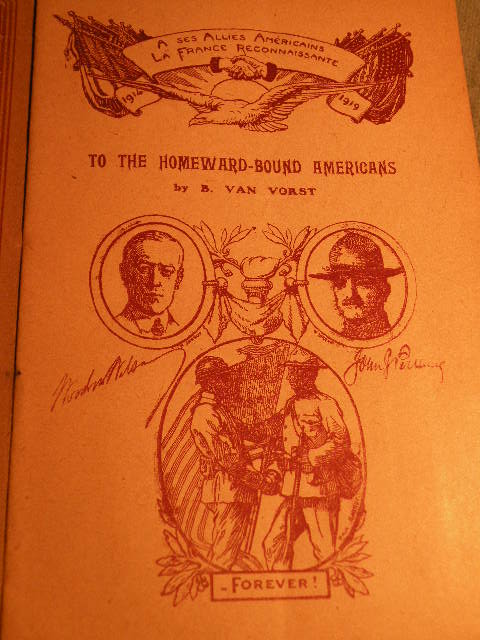 A SES ALLIÉS AMÉRICAINS
LA FRANCE RECONNAISSANTE
1914
1919
TO THE HOMEWARD-BOUND AMERICANS
by B. VAN VORST
Woodrow Wilson
John J Pershing
-FOREVER!